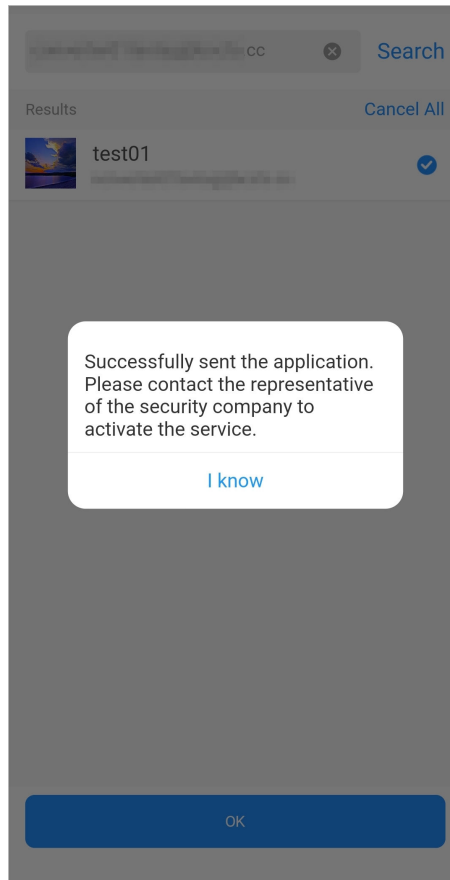 cc
Search
Results
Cancel All
test01
Successfully sent the application.
Please contact the representative
of the security company to
activate the service.
I know
OK